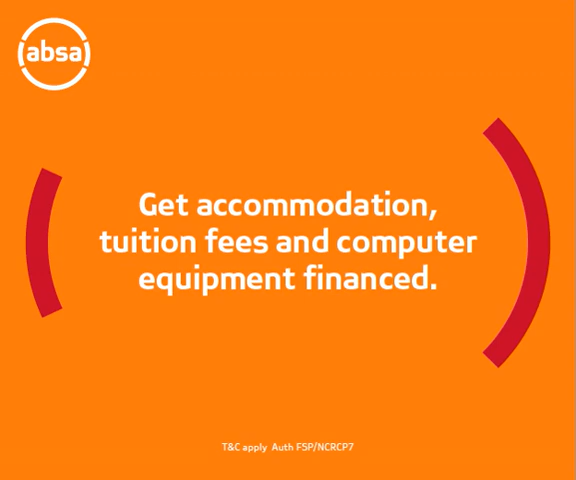 absa
Get accommodation,
tuition fees and computer
equipment financed.
T&C apply Auth FSP/NCRCP7